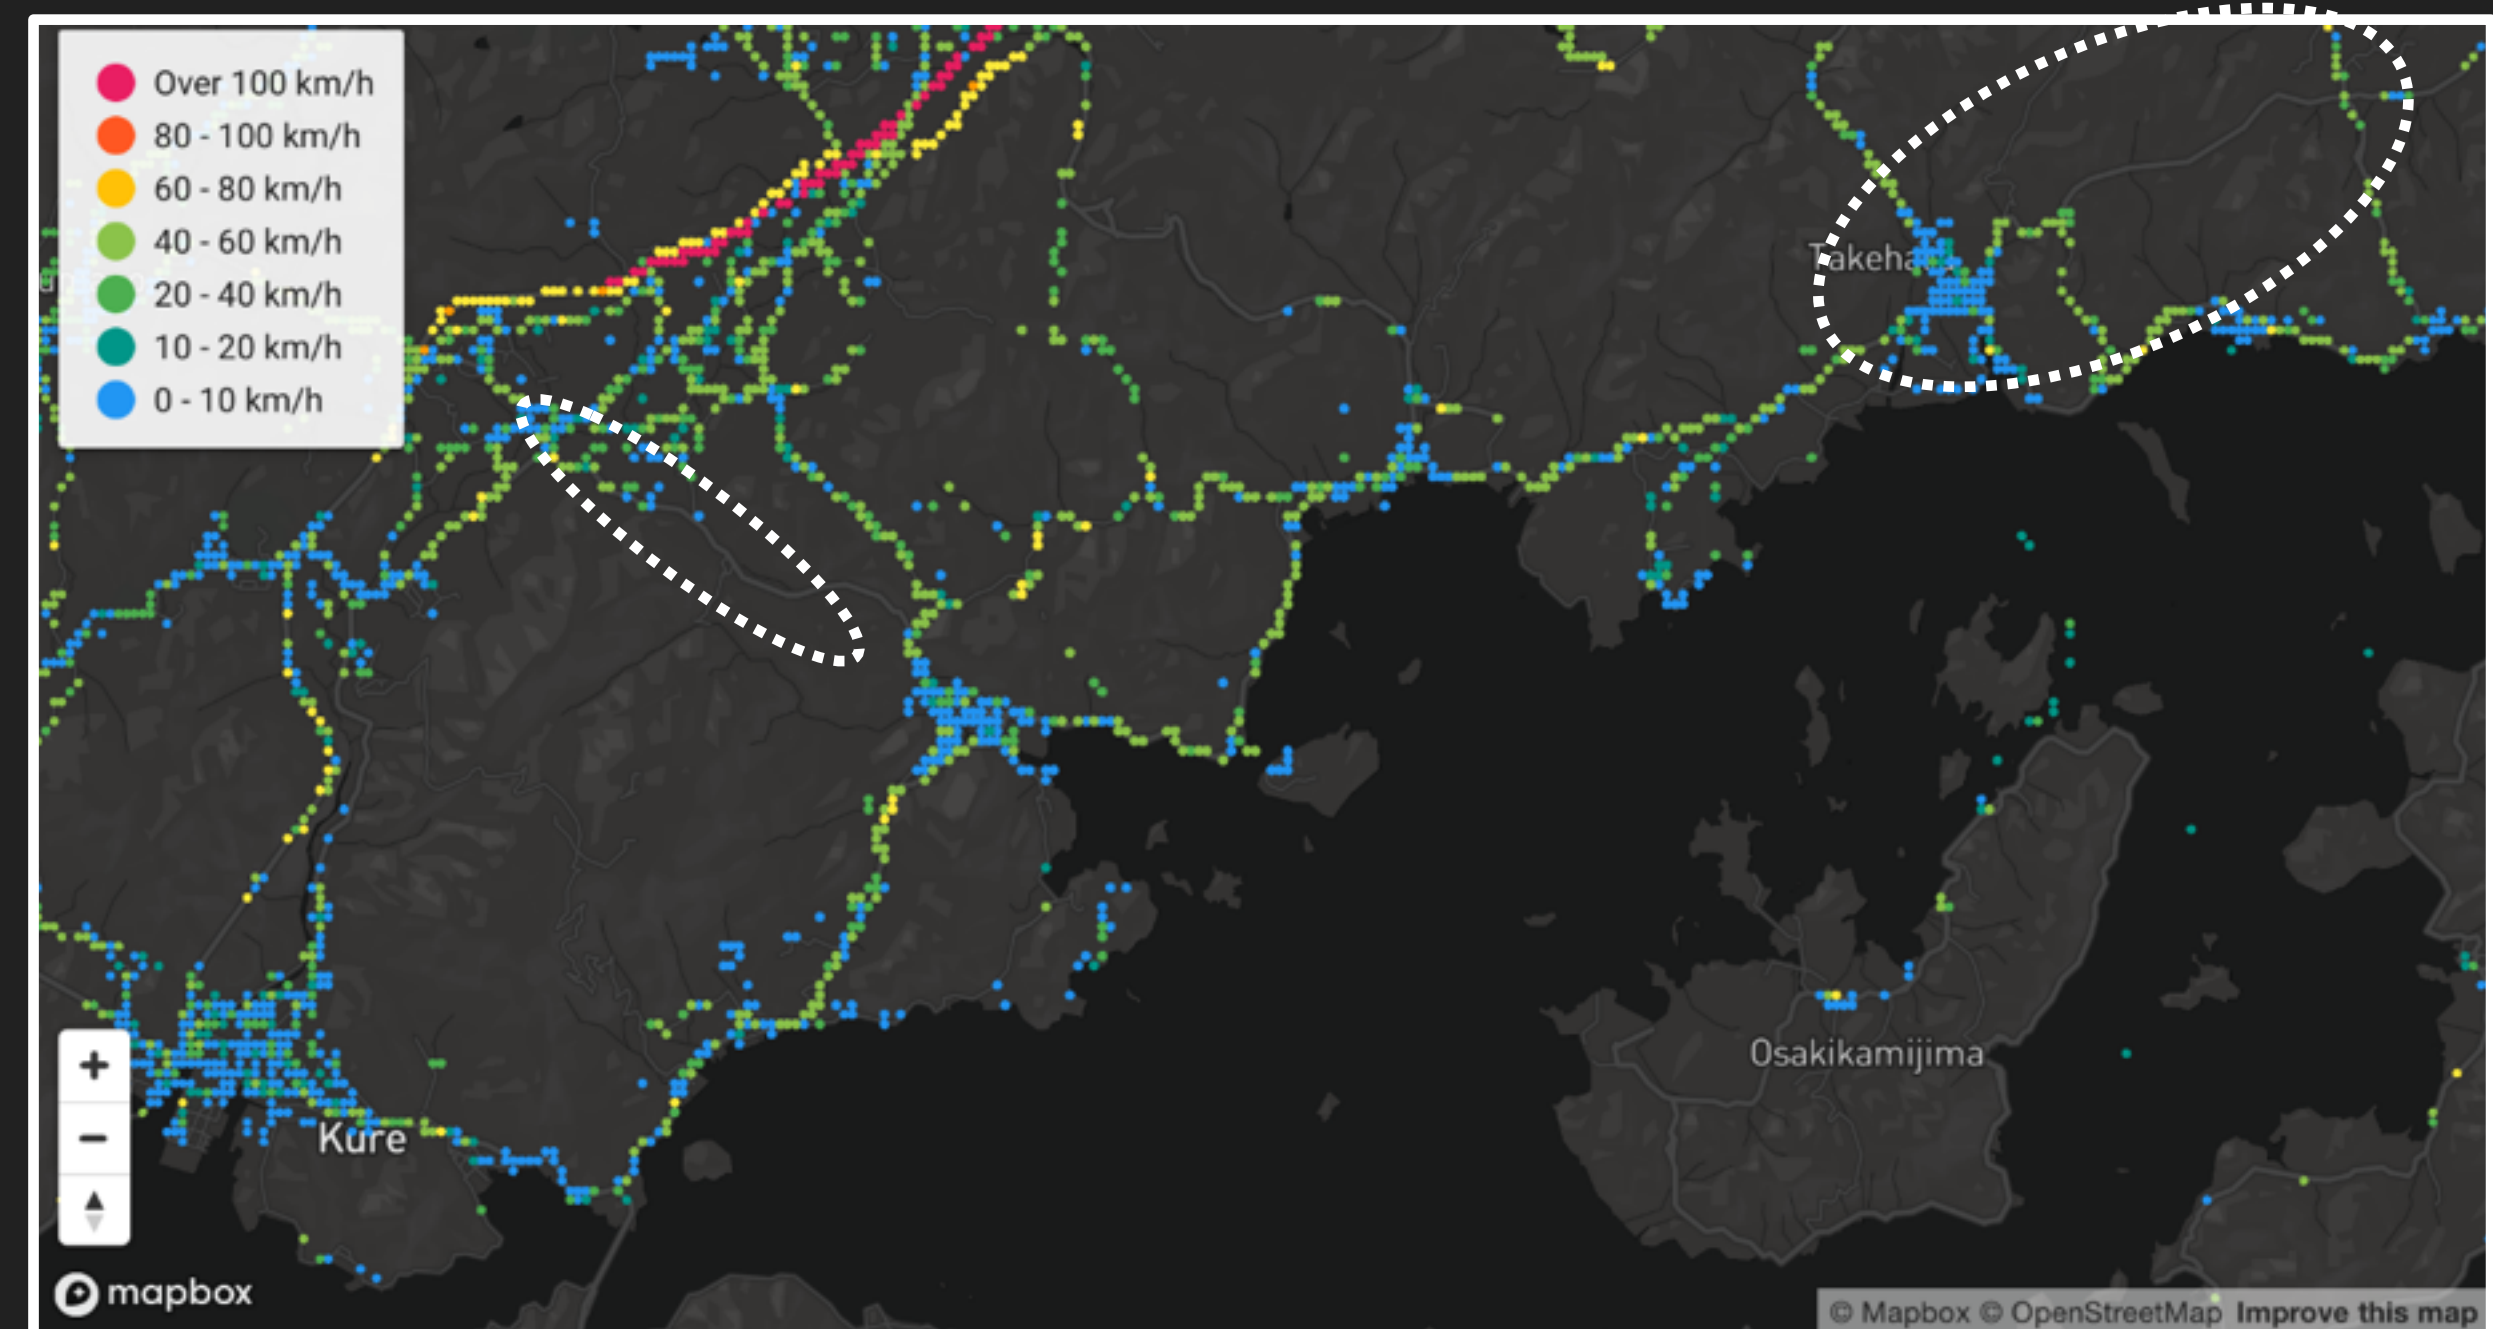 Over 100 km/h
80 - 100 km/h
60 - 80 km/h
40 - 60 km/h
20 - 40 km/h
10 - 20 km/h
0 - 10 km/h
Takeha
Osakikamijima
Kure
mapbox
© Mapbox © OpenStreetMap Improve this map